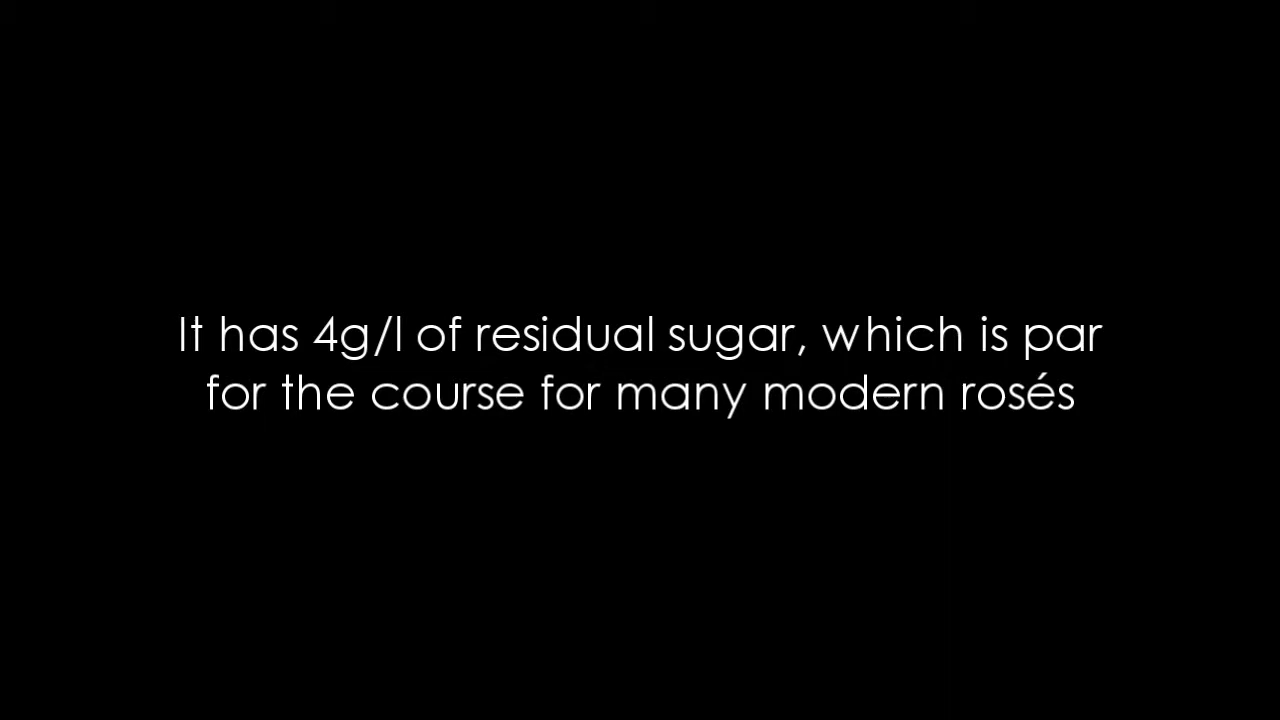 It has 4g/l of residual sugar, which is par
for the course for many modern rosés